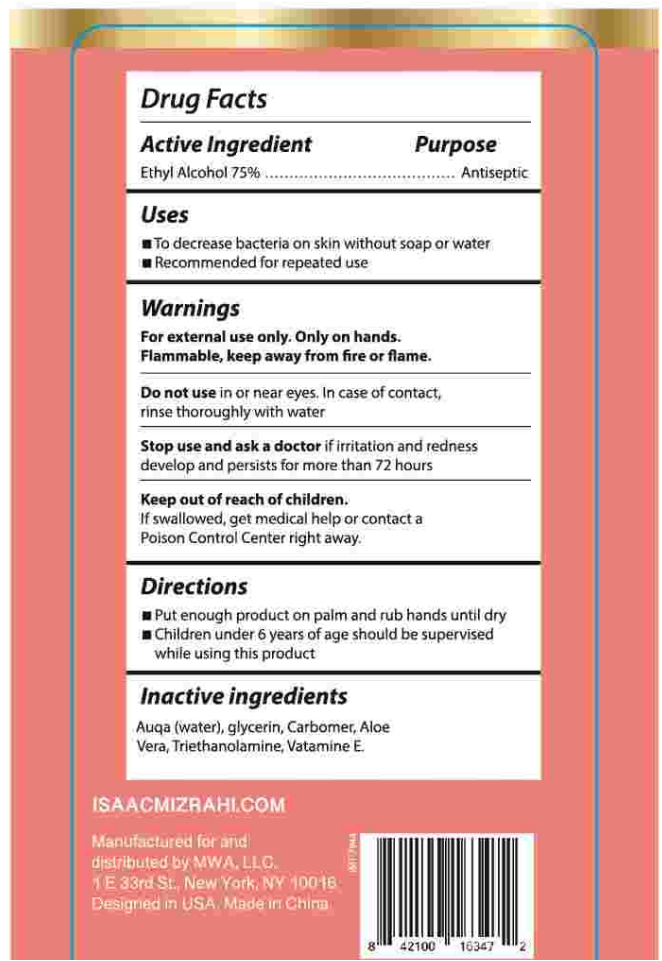 Drug Facts
Active Ingredient Purpose
Ethyl Alcohol 75% ...................................... Antiseptic
Uses
■ To decrease bacteria on skin without soap or water
■ Recommended for repeated use
Warnings
For external use only. Only on hands.
Flammable, keep away from fire or flame.
Do not use in or near eyes. In case of contact,
rinse thoroughly with water
Stop use and ask a doctor if irritation and redness
develop and persists for more than 72 hours
Keep out of reach of children.
If swallowed, get medical help or contact a
Poison Control Center right away.
Directions
■ Put enough product on palm and rub hands until dry
■ Children under 6 years of age should be supervised
while using this product
Inactive ingredients
Auqa (water), glycerin, Carbomer, Aloe
Vera, Triethanolamine, Vatamine E.
ISAACMIZRAHI.COM
Manufactured for and
distributed by MWA, LLC.
1 E 33rd St., New York, NY 10016
Designed in USA. Made in China
8 42100 16347 2